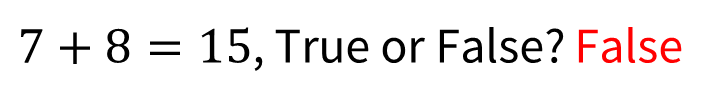 7 + 8 = 15, True or False? False